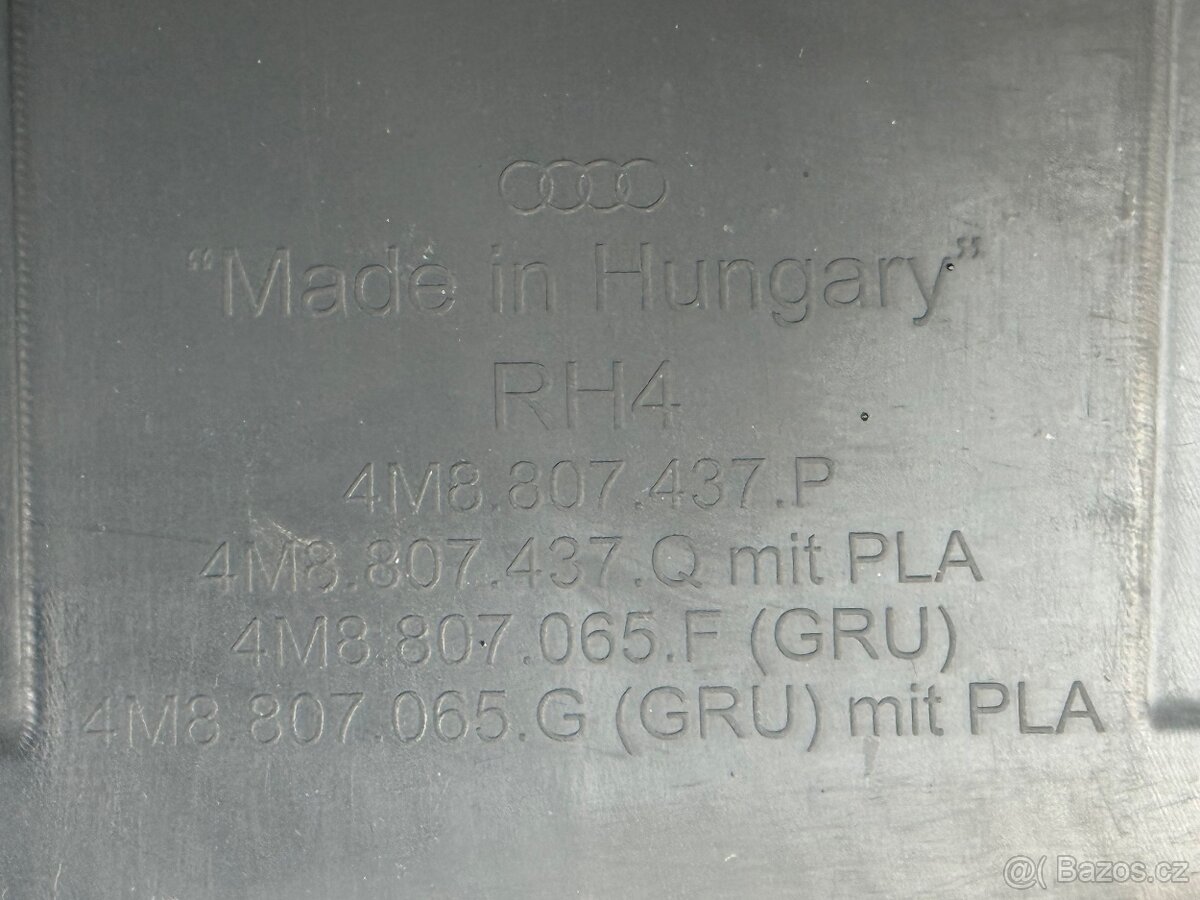 “Made in Hungary”
RH4
4M8.807.437.P
4M8.807.437.Q mit PLA
4M8.807.065.F (GRU)
4M8.807.065.G (GRU) mit PLA
@( Bazos.cz